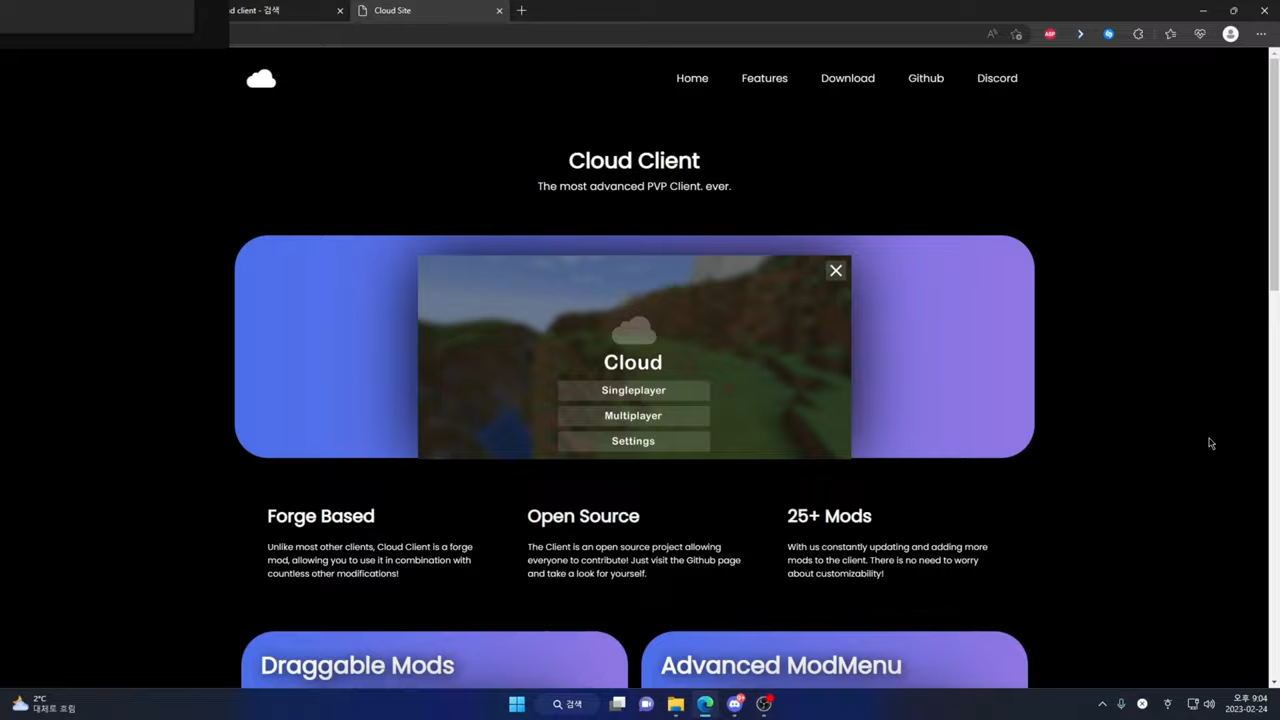 d client - 검색
Cloud Site
ABP
Home
Features
Download
Github
Discord
Cloud Client
The most advanced PVP Client. ever.
Cloud
Singleplayer
Multiplayer
Settings
Forge Based
Unlike most other clients, Cloud Client is a forge
mod, allowing you to use it in combination with
countless other modifications!
Open Source
The Client is an open source project allowing
everyone to contribute! Just visit the Github page
and take a look for yourself.
25+ Mods
With us constantly updating and adding more
mods to the client. There is no need to worry
about customizability!
Draggable Mods
Advanced ModMenu
2°C
대체로 흐림
검색
오후 9:04
2023-02-24